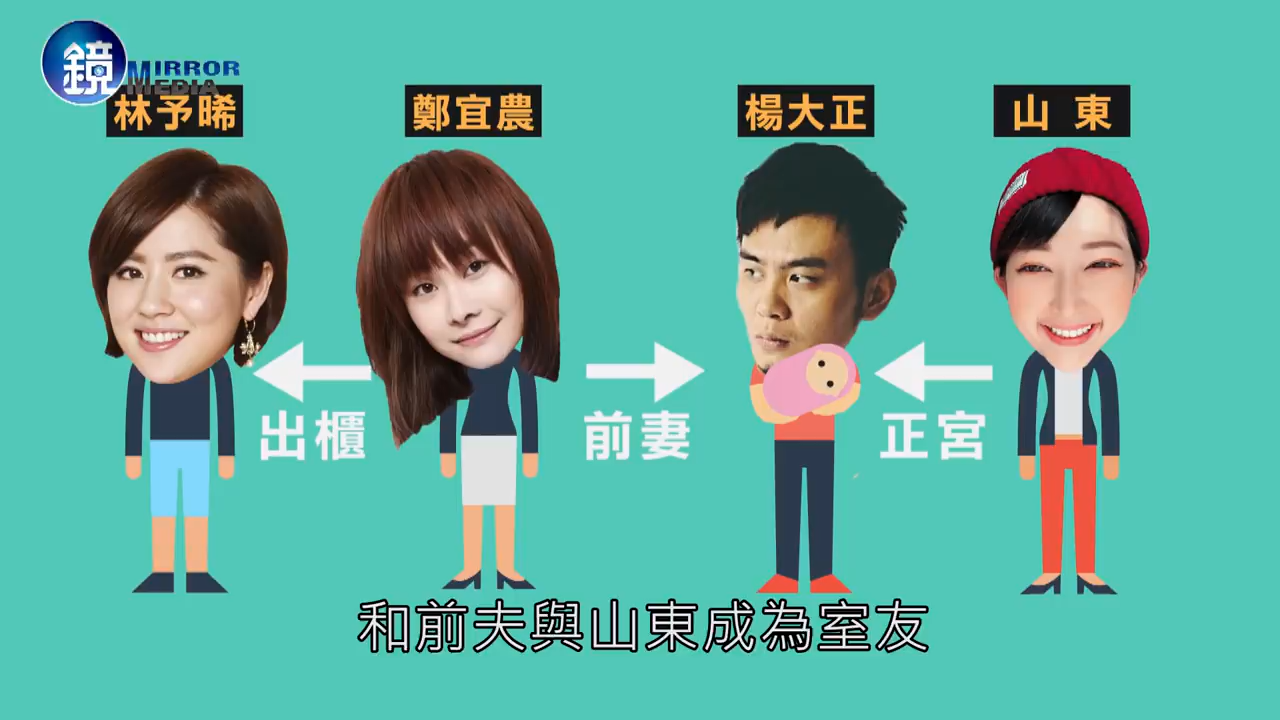 鏡 MIRROR MEDIA
林予晞
鄭宜農
楊大正
山東
出櫃
前妻
正宮
和前夫與山東成為室友